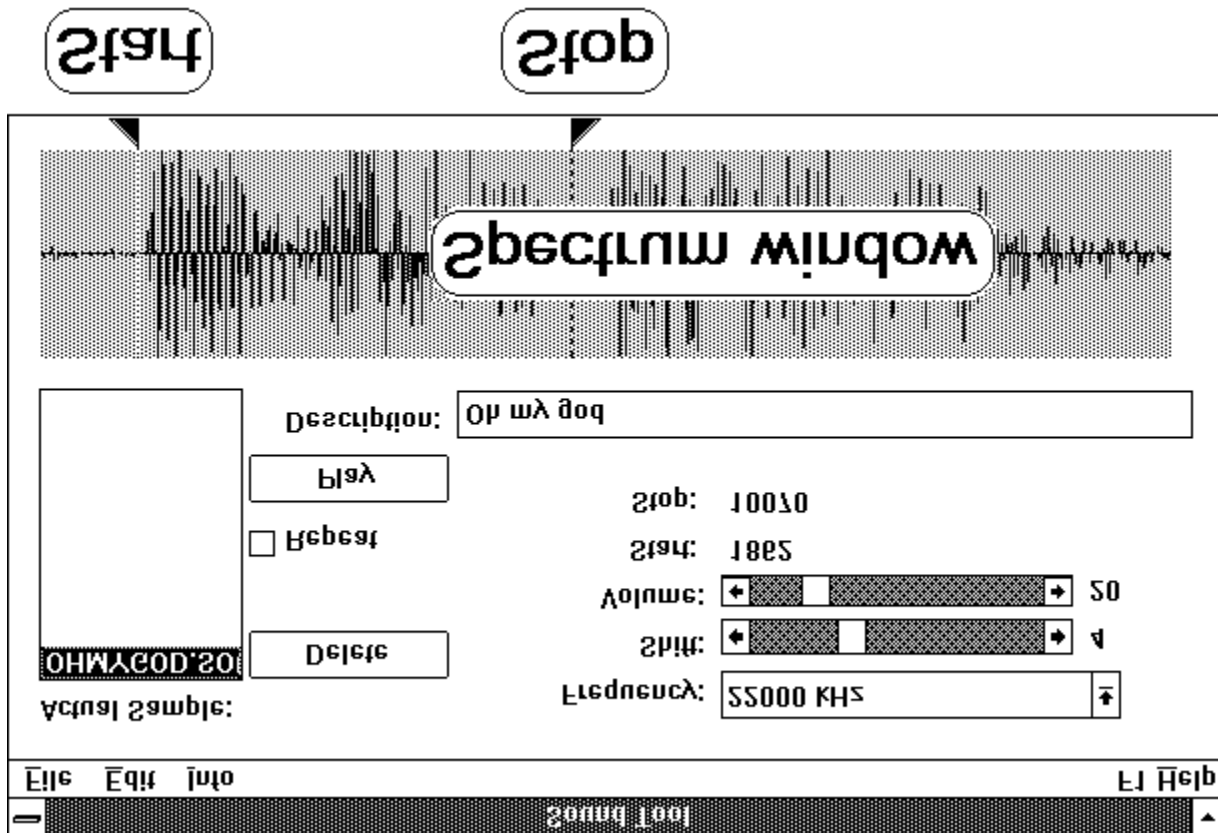 Sound Tool
File Edit Info F1 Help
Actual Sample:
OHMYGOD.SO
Frequency: 22000 kHz
Shift: 4
Delete
Volume: 20
Repeat
Start: 1862
Stop: 10070
Play
Description: Oh my god
Spectrum window
Start Stop